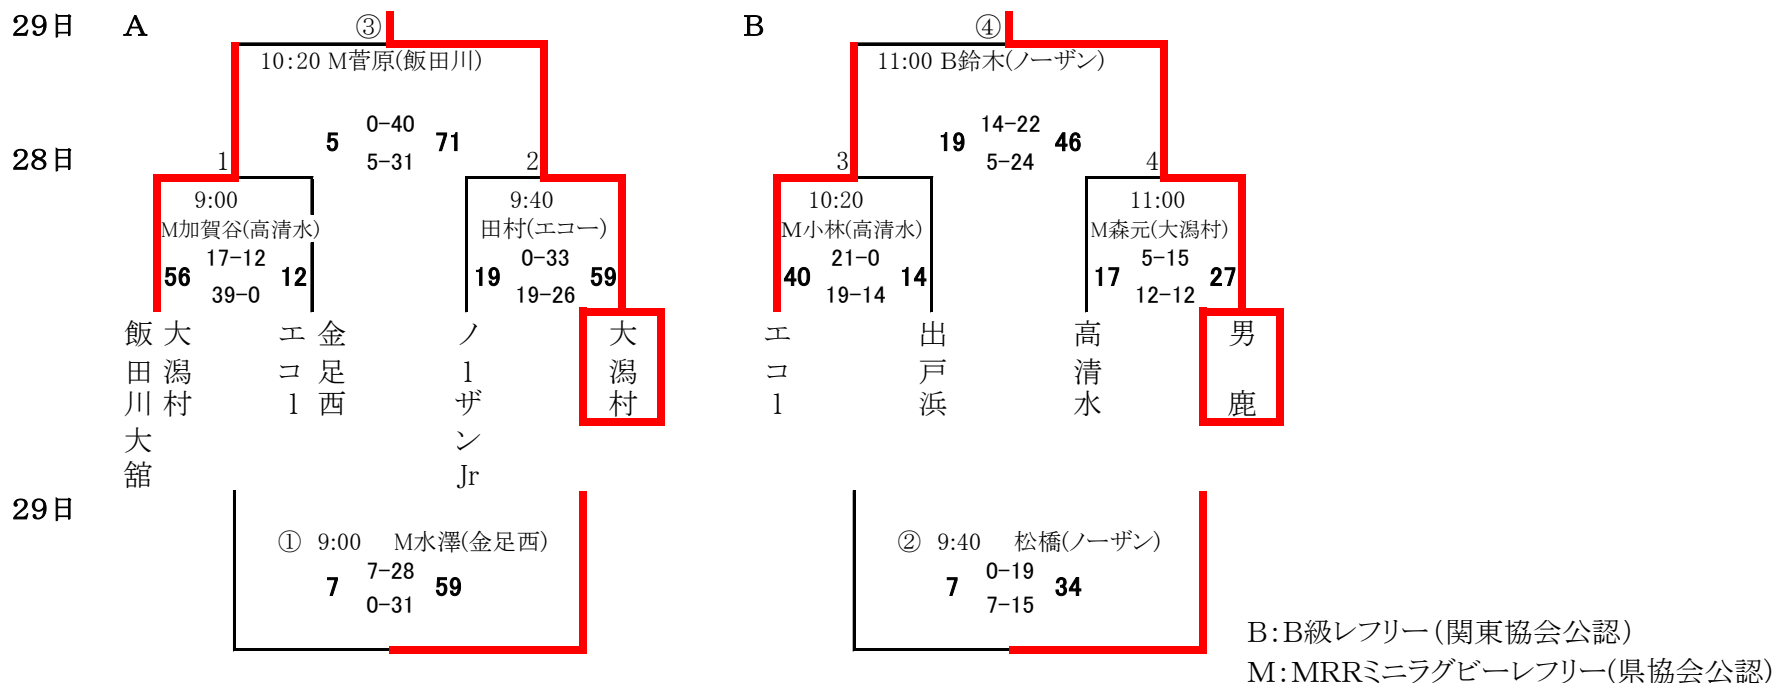 29日 A ③ B ④
10:20 M菅原(飯田川) 11:00 B鈴木(ノーザン)
0-40 14-22
5 71 19 46
5-31 5-24
28日 1 2 3 4
9:00 9:40 10:20 11:00
M加賀谷(高清水) 田村(エコー) M小林(高清水) M森元(大潟村)
17-12 0-33 21-0 5-15
56 12 19 59 40 14 17 27
39-0 19-26 19-14 12-12
飯田川大舘
大潟村
エコー
金足西
ノーザンJr
大潟村
エコー
出戸浜
高清水
男鹿
29日
① 9:00 M水澤(金足西) ② 9:40 松橋(ノーザン)
7-28 0-19
7 59 7 34
0-31 7-15
B:B級レフリー(関東協会公認)
M:MRRミニラグビーレフリー(県協会公認)